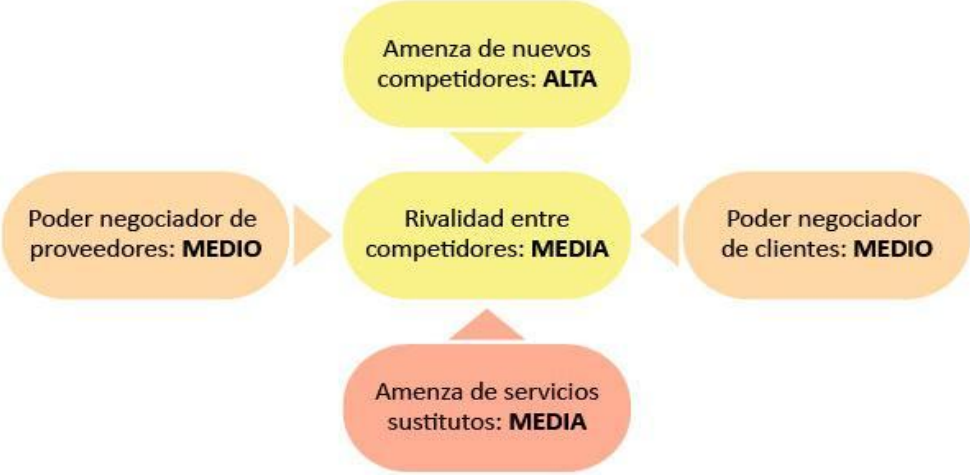 Amenza de nuevos
competidores: ALTA
Poder negociador de
proveedores: MEDIO
Rivalidad entre
competidores: MEDIA
Poder negociador
de clientes: MEDIO
Amenza de servicios
sustitutos: MEDIA